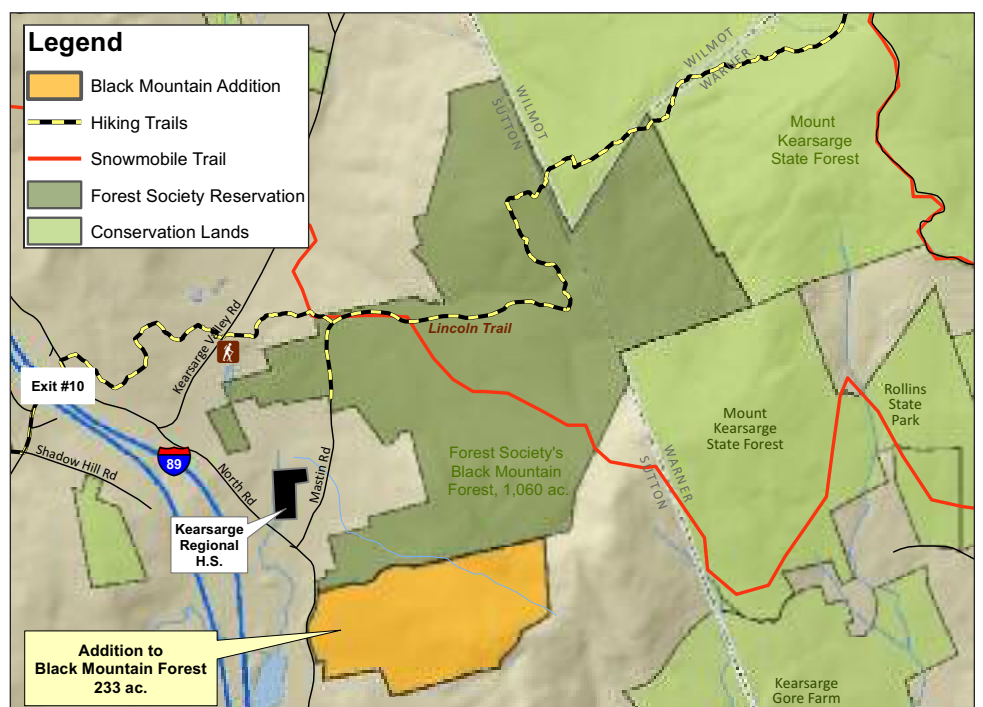 Legend
Black Mountain Addition
Hiking Trails
Snowmobile Trail
Forest Society Reservation
Conservation Lands
WILMOT
WARNER
WILMOT
SUTTON
Mount
Kearsarge
State Forest
Kearsarge Valley Rd
Lincoln Trail
Exit #10
Shadow Hill Rd
89
North Rd
Mastin Rd
Kearsarge
Regional
H.S.
Forest Society's
Black Mountain
Forest, 1,060 ac.
Mount
Kearsarge
State Forest
Rollins
State
Park
WARNER
SUTTON
Addition to
Black Mountain Forest
233 ac.
Kearsarge
Gore Farm